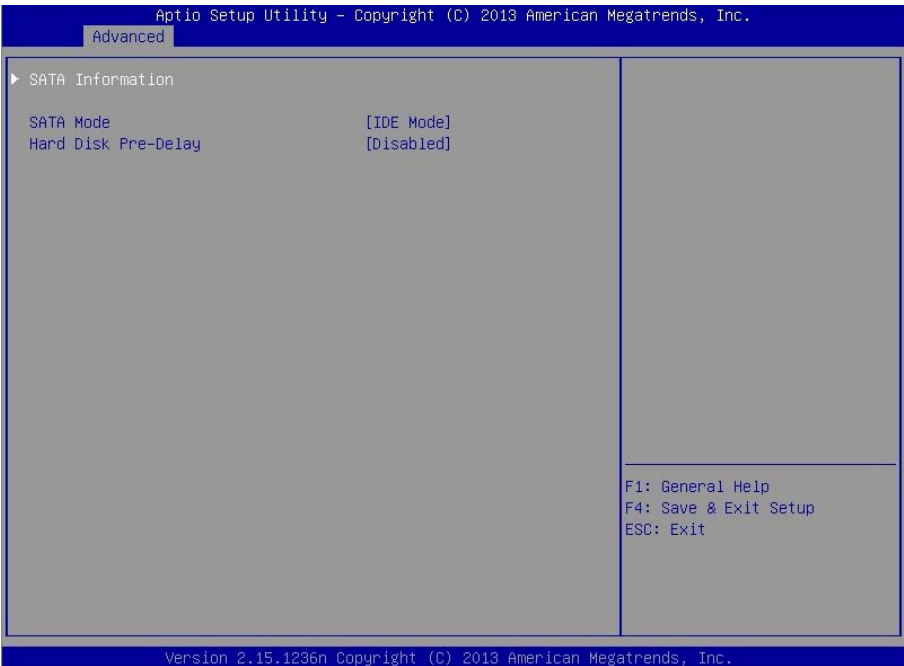 Aptio Setup Utility – Copyright (C) 2013 American Megatrends, Inc.
Advanced
SATA Information
SATA Mode [IDE Mode]
Hard Disk Pre-Delay [Disabled]
F1: General Help
F4: Save & Exit Setup
ESC: Exit
Version 2.15.1236n Copyright (C) 2013 American Megatrends, Inc.